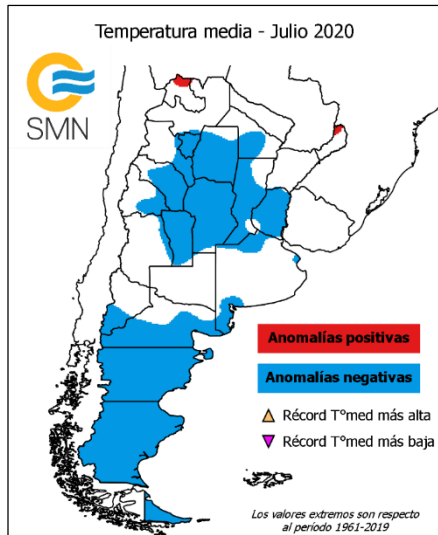 Temperatura media - Julio 2020
SMN
Anomalías positivas
Anomalías negativas
Récord T°med más alta
Récord T°med más baja
Los valores extremos son respecto
al período 1961-2019